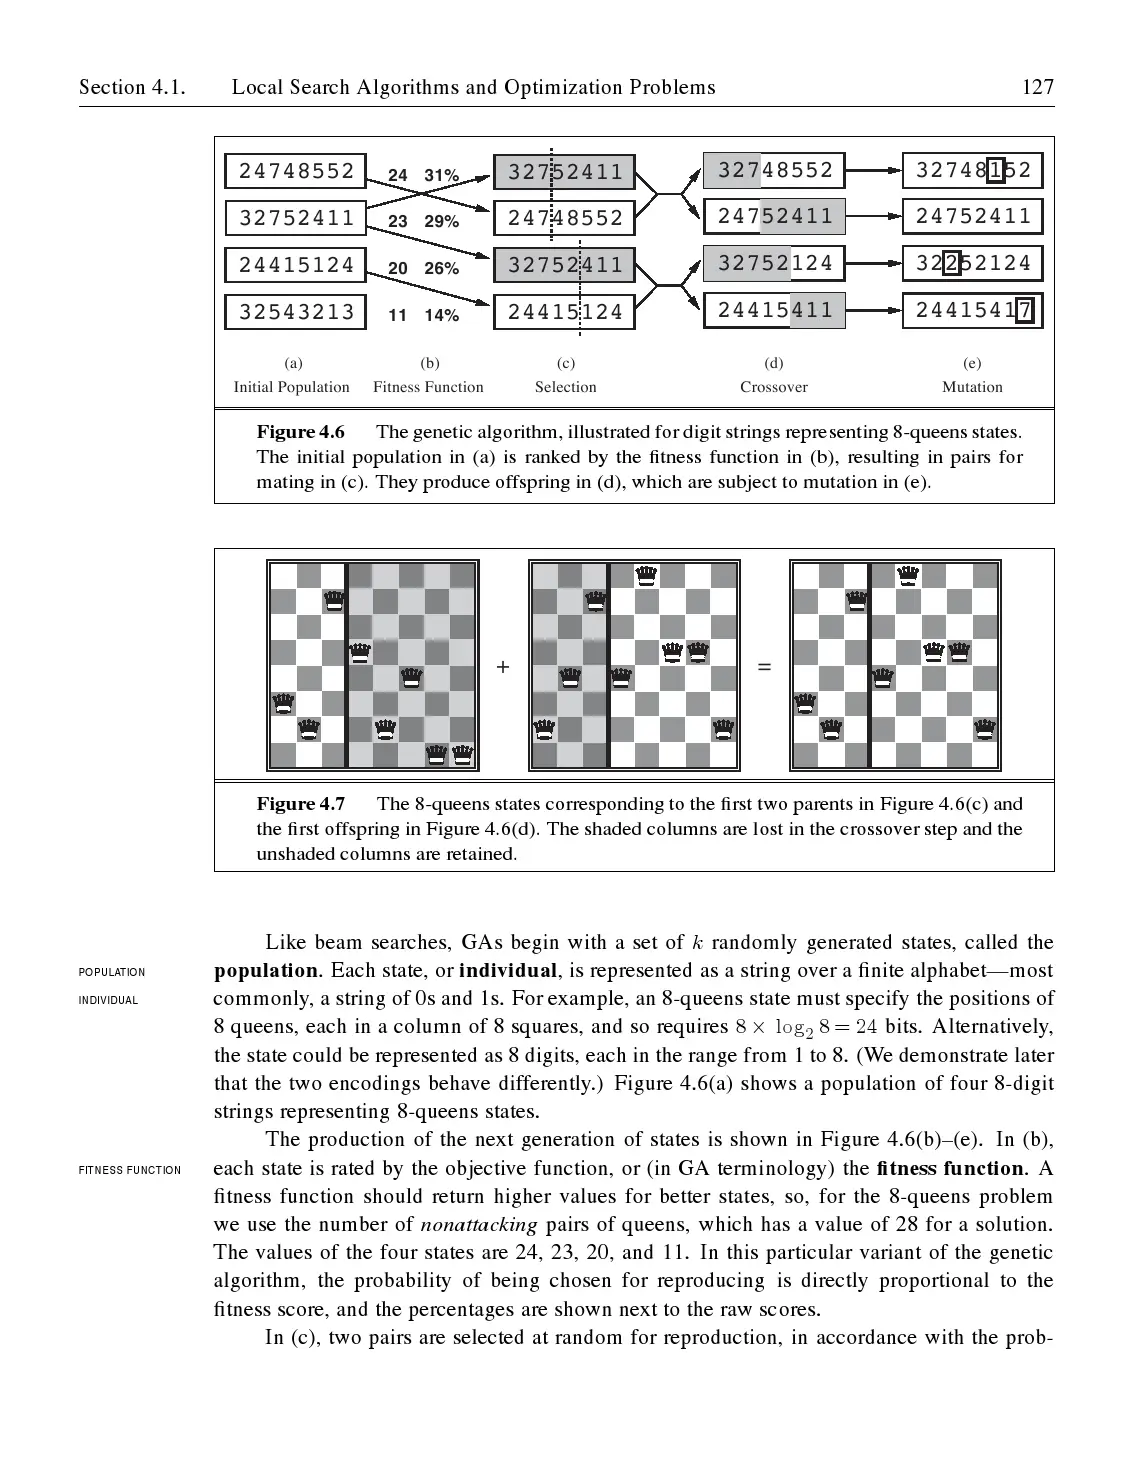 Section 4.1. Local Search Algorithms and Optimization Problems 127
24748552 24 31% 32752411 32748552 32748152
32752411 23 29% 24748552 24752411 24752411
24415124 20 26% 32752411 32752124 32252124
32543213 11 14% 24415124 24415411 24415417
(a) (b) (c) (d) (e)
Initial Population Fitness Function Selection Crossover Mutation
Figure 4.6 The genetic algorithm, illustrated for digit strings representing 8-queens states.
The initial population in (a) is ranked by the fitness function in (b), resulting in pairs for
mating in (c). They produce offspring in (d), which are subject to mutation in (e).
+ =
Figure 4.7 The 8-queens states corresponding to the first two parents in Figure 4.6(c) and
the first offspring in Figure 4.6(d). The shaded columns are lost in the crossover step and the
unshaded columns are retained.
Like beam searches, GAs begin with a set of k randomly generated states, called the
POPULATION population. Each state, or individual, is represented as a string over a finite alphabet—most
INDIVIDUAL commonly, a string of 0s and 1s. For example, an 8-queens state must specify the positions of
8 queens, each in a column of 8 squares, and so requires 8 × log₂ 8 = 24 bits. Alternatively,
the state could be represented as 8 digits, each in the range from 1 to 8. (We demonstrate later
that the two encodings behave differently.) Figure 4.6(a) shows a population of four 8-digit
strings representing 8-queens states.
The production of the next generation of states is shown in Figure 4.6(b)–(e). In (b),
FITNESS FUNCTION each state is rated by the objective function, or (in GA terminology) the fitness function. A
fitness function should return higher values for better states, so, for the 8-queens problem
we use the number of nonattacking pairs of queens, which has a value of 28 for a solution.
The values of the four states are 24, 23, 20, and 11. In this particular variant of the genetic
algorithm, the probability of being chosen for reproducing is directly proportional to the
fitness score, and the percentages are shown next to the raw scores.
In (c), two pairs are selected at random for reproduction, in accordance with the prob-